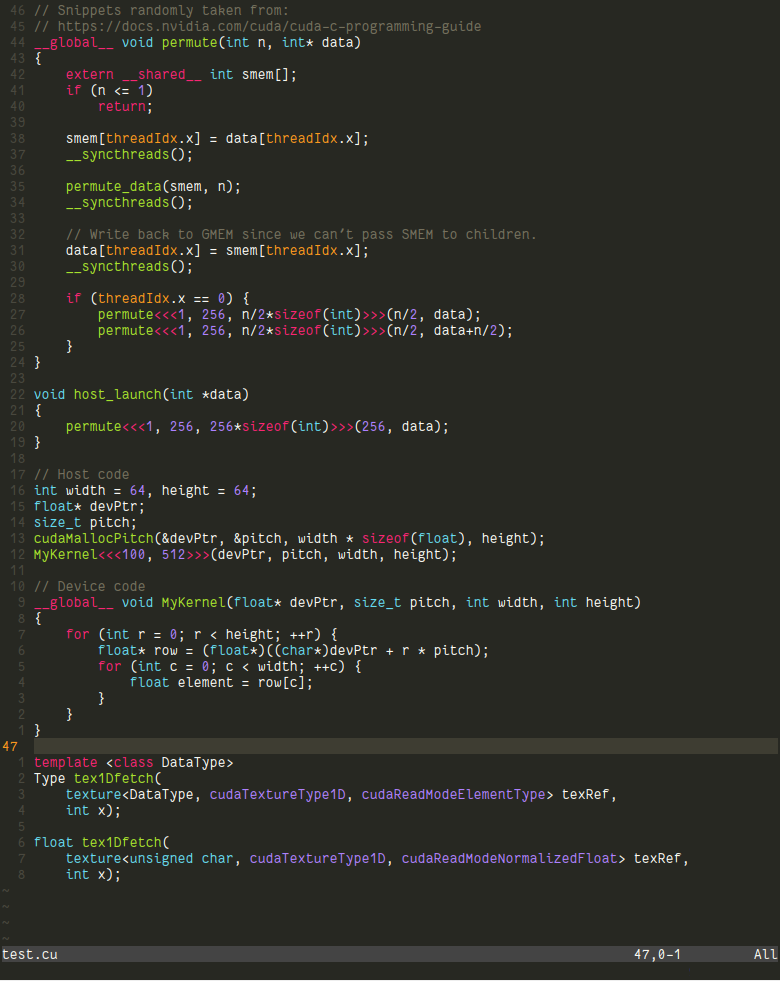 46 // Snippets randomly taken from:
45 // https://docs.nvidia.com/cuda/cuda-c-programming-guide
44 __global__ void permute(int n, int* data)
43 {
42     extern __shared__ int smem[];
41     if (n <= 1)
40         return;
39
38     smem[threadIdx.x] = data[threadIdx.x];
37     __syncthreads();
36
35     permute_data(smem, n);
34     __syncthreads();
33
32     // Write back to GMEM since we can't pass SMEM to children.
31     data[threadIdx.x] = smem[threadIdx.x];
30     __syncthreads();
29
28     if (threadIdx.x == 0) {
27         permute<<<1, 256, n/2*sizeof(int)>>>(n/2, data);
26         permute<<<1, 256, n/2*sizeof(int)>>>(n/2, data+n/2);
25     }
24 }
23
22 void host_launch(int *data)
21 {
20     permute<<<1, 256, 256*sizeof(int)>>>(256, data);
19 }
18
17 // Host code
16 int width = 64, height = 64;
15 float* devPtr;
14 size_t pitch;
13 cudaMallocPitch(&devPtr, &pitch, width * sizeof(float), height);
12 MyKernel<<<100, 512>>>(devPtr, pitch, width, height);
11
10 // Device code
9 __global__ void MyKernel(float* devPtr, size_t pitch, int width, int height)
8 {
7     for (int r = 0; r < height; ++r) {
6         float* row = (float*)((char*)devPtr + r * pitch);
5         for (int c = 0; c < width; ++c) {
4             float element = row[c];
3         }
2     }
1 }
47
1 template <class DataType>
2 Type tex1Dfetch(
3     texture<DataType, cudaTextureType1D, cudaReadModeElementType> texRef,
4     int x);
5
6 float tex1Dfetch(
7     texture<unsigned char, cudaTextureType1D, cudaReadModeNormalizedFloat> texRef,
8     int x);
~
~
~
~
test.cu 47,0-1 All